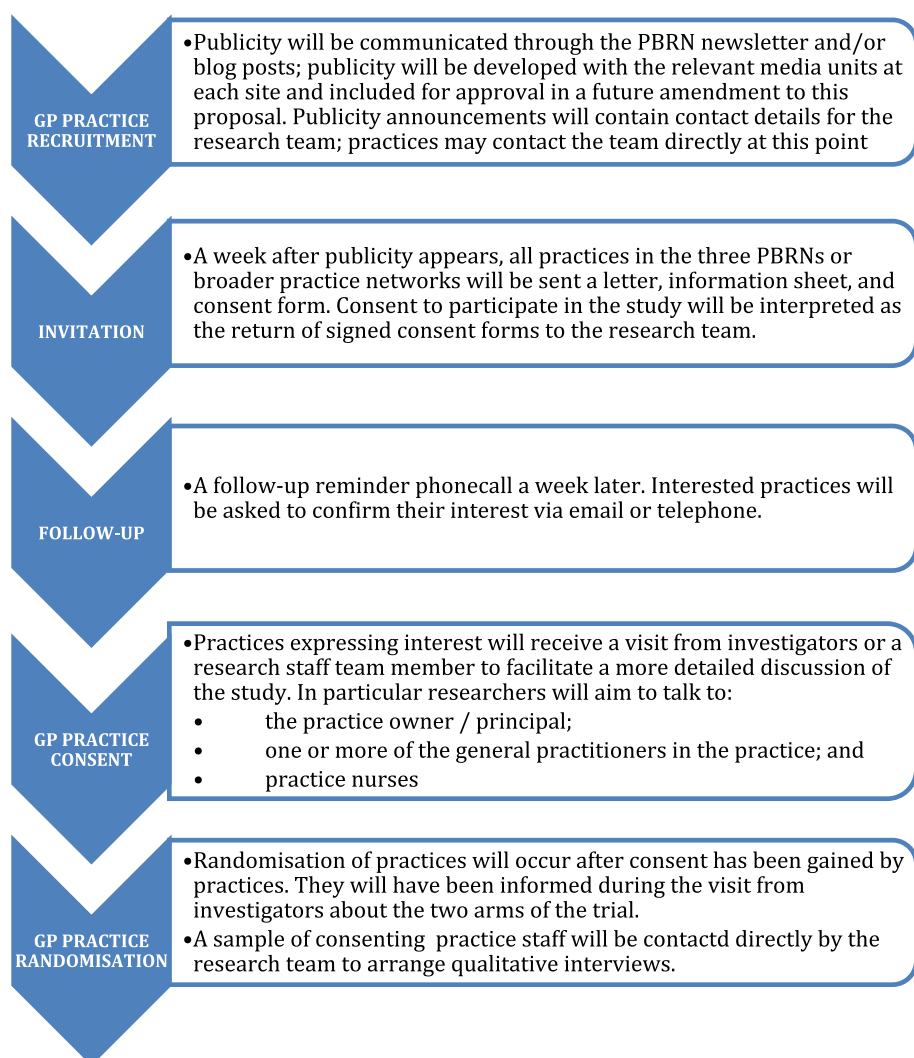 GP PRACTICE
RECRUITMENT
•Publicity will be communicated through the PBRN newsletter and/or
blog posts; publicity will be developed with the relevant media units at
each site and included for approval in a future amendment to this
proposal. Publicity announcements will contain contact details for the
research team; practices may contact the team directly at this point
INVITATION
•A week after publicity appears, all practices in the three PBRNs or
broader practice networks will be sent a letter, information sheet, and
consent form. Consent to participate in the study will be interpreted as
the return of signed consent forms to the research team.
FOLLOW-UP
•A follow-up reminder phonecall a week later. Interested practices will
be asked to confirm their interest via email or telephone.
GP PRACTICE
CONSENT
•Practices expressing interest will receive a visit from investigators or a
research staff team member to facilitate a more detailed discussion of
the study. In particular researchers will aim to talk to:
• the practice owner / principal;
• one or more of the general practitioners in the practice; and
• practice nurses
GP PRACTICE
RANDOMISATION
•Randomisation of practices will occur after consent has been gained by
practices. They will have been informed during the visit from
investigators about the two arms of the trial.
•A sample of consenting  practice staff will be contactd directly by the
research team to arrange qualitative interviews.